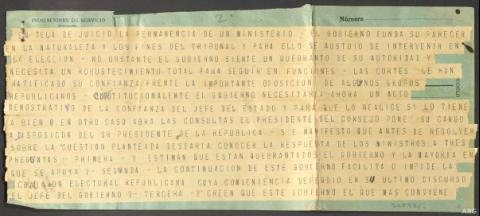 INDICACIONES DE SERVICIO
Número
TELA DE JUICIO LA PERMANENCIA DE UN MINISTERIO - EL GOBIERNO FUNDA SU PARECER
EN LA NATURALEZA Y LOS FINES DEL TRIBUNAL Y PARA ELLO SE AUSTUIO DE INTERVENIR EN
LA ELECCION - NO OBSTANTE EL GOBIERNO SIENTE UN QUEBRANTO DE SU AUTORIDAD Y
NECESITA UN ROBUSTECIMIENTO TOTAL PARA SEGUIR EN FUNCIONES - LAS CORTES LE HAN
RATIFICADO SU CONFIANZA FRENTE LA IMPORTANTE OPOSICION DE ALGUNOS GRUPOS
REPUBLICANOS - CONSTITUCIONALMENTE EL GOBIERNO NECESITARA AHORA UN ACTO
DEMOSTRATIVO DE LA CONFIANZA DEL JEFE DEL ESTADO Y PARA QUE LO REALICE SI LO TIENE
A BIEN O EN OTRO CASO ABRA LAS CONSULTAS EL PRESIDENTE DEL CONSEJO PONE SU CARGO
DISPOSICON DEL SR PRESIDENTE DE LA REPUBLICA - E MANIFESTO QUE ANTES DE RESOLVER
SOBRE LA CUESTION PLANTEADA DESEARIA CONOCER LA RESPUESTA DE LOS MINISTROS A TRES
PREGUNTAS - PRIMERA - ESTIMAN QUE ESTAN QUEBRANTADOS EL GOBIERNO Y LA MAYORIA EN
QUE SE APOYA ? - SEGUNDA - LA CONTINUACION DE ESTE GOBIERNO FACILITA O IMPIDE LA
COALICION ELECTORAL REPUBLICANA CUYA CONVENIENCIA DEFENDIO EN SU ULTIMO DISCURSO
EL JEFE DEL GOBIERNO ? - TERCERA - ? CREEN QUE ESTE GOBIERNO EL QUE MAS CONVIENE